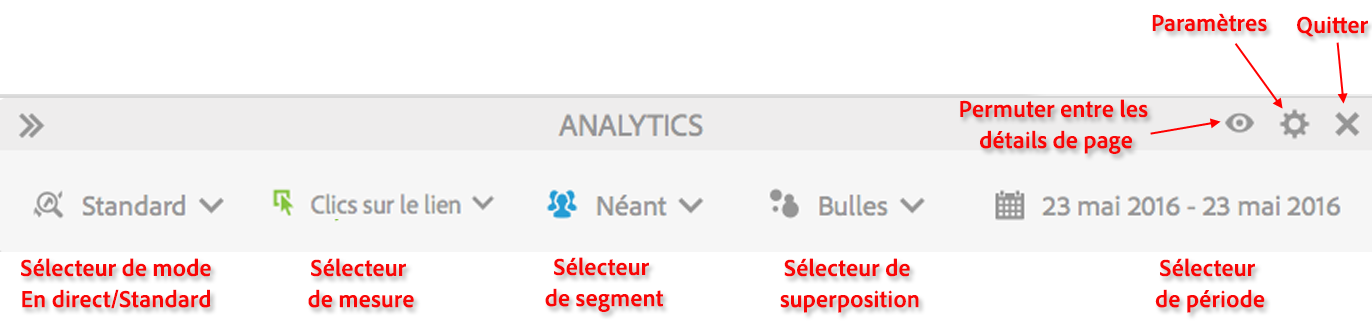 Paramètres
Quitter
ANALYTICS
Permuter entre les
détails de page
Standard
Clics sur le lien
Néant
Bulles
23 mai 2016 - 23 mai 2016
Sélecteur de mode
En direct/Standard
Sélecteur
de mesure
Sélecteur
de segment
Sélecteur de
superposition
Sélecteur
de période